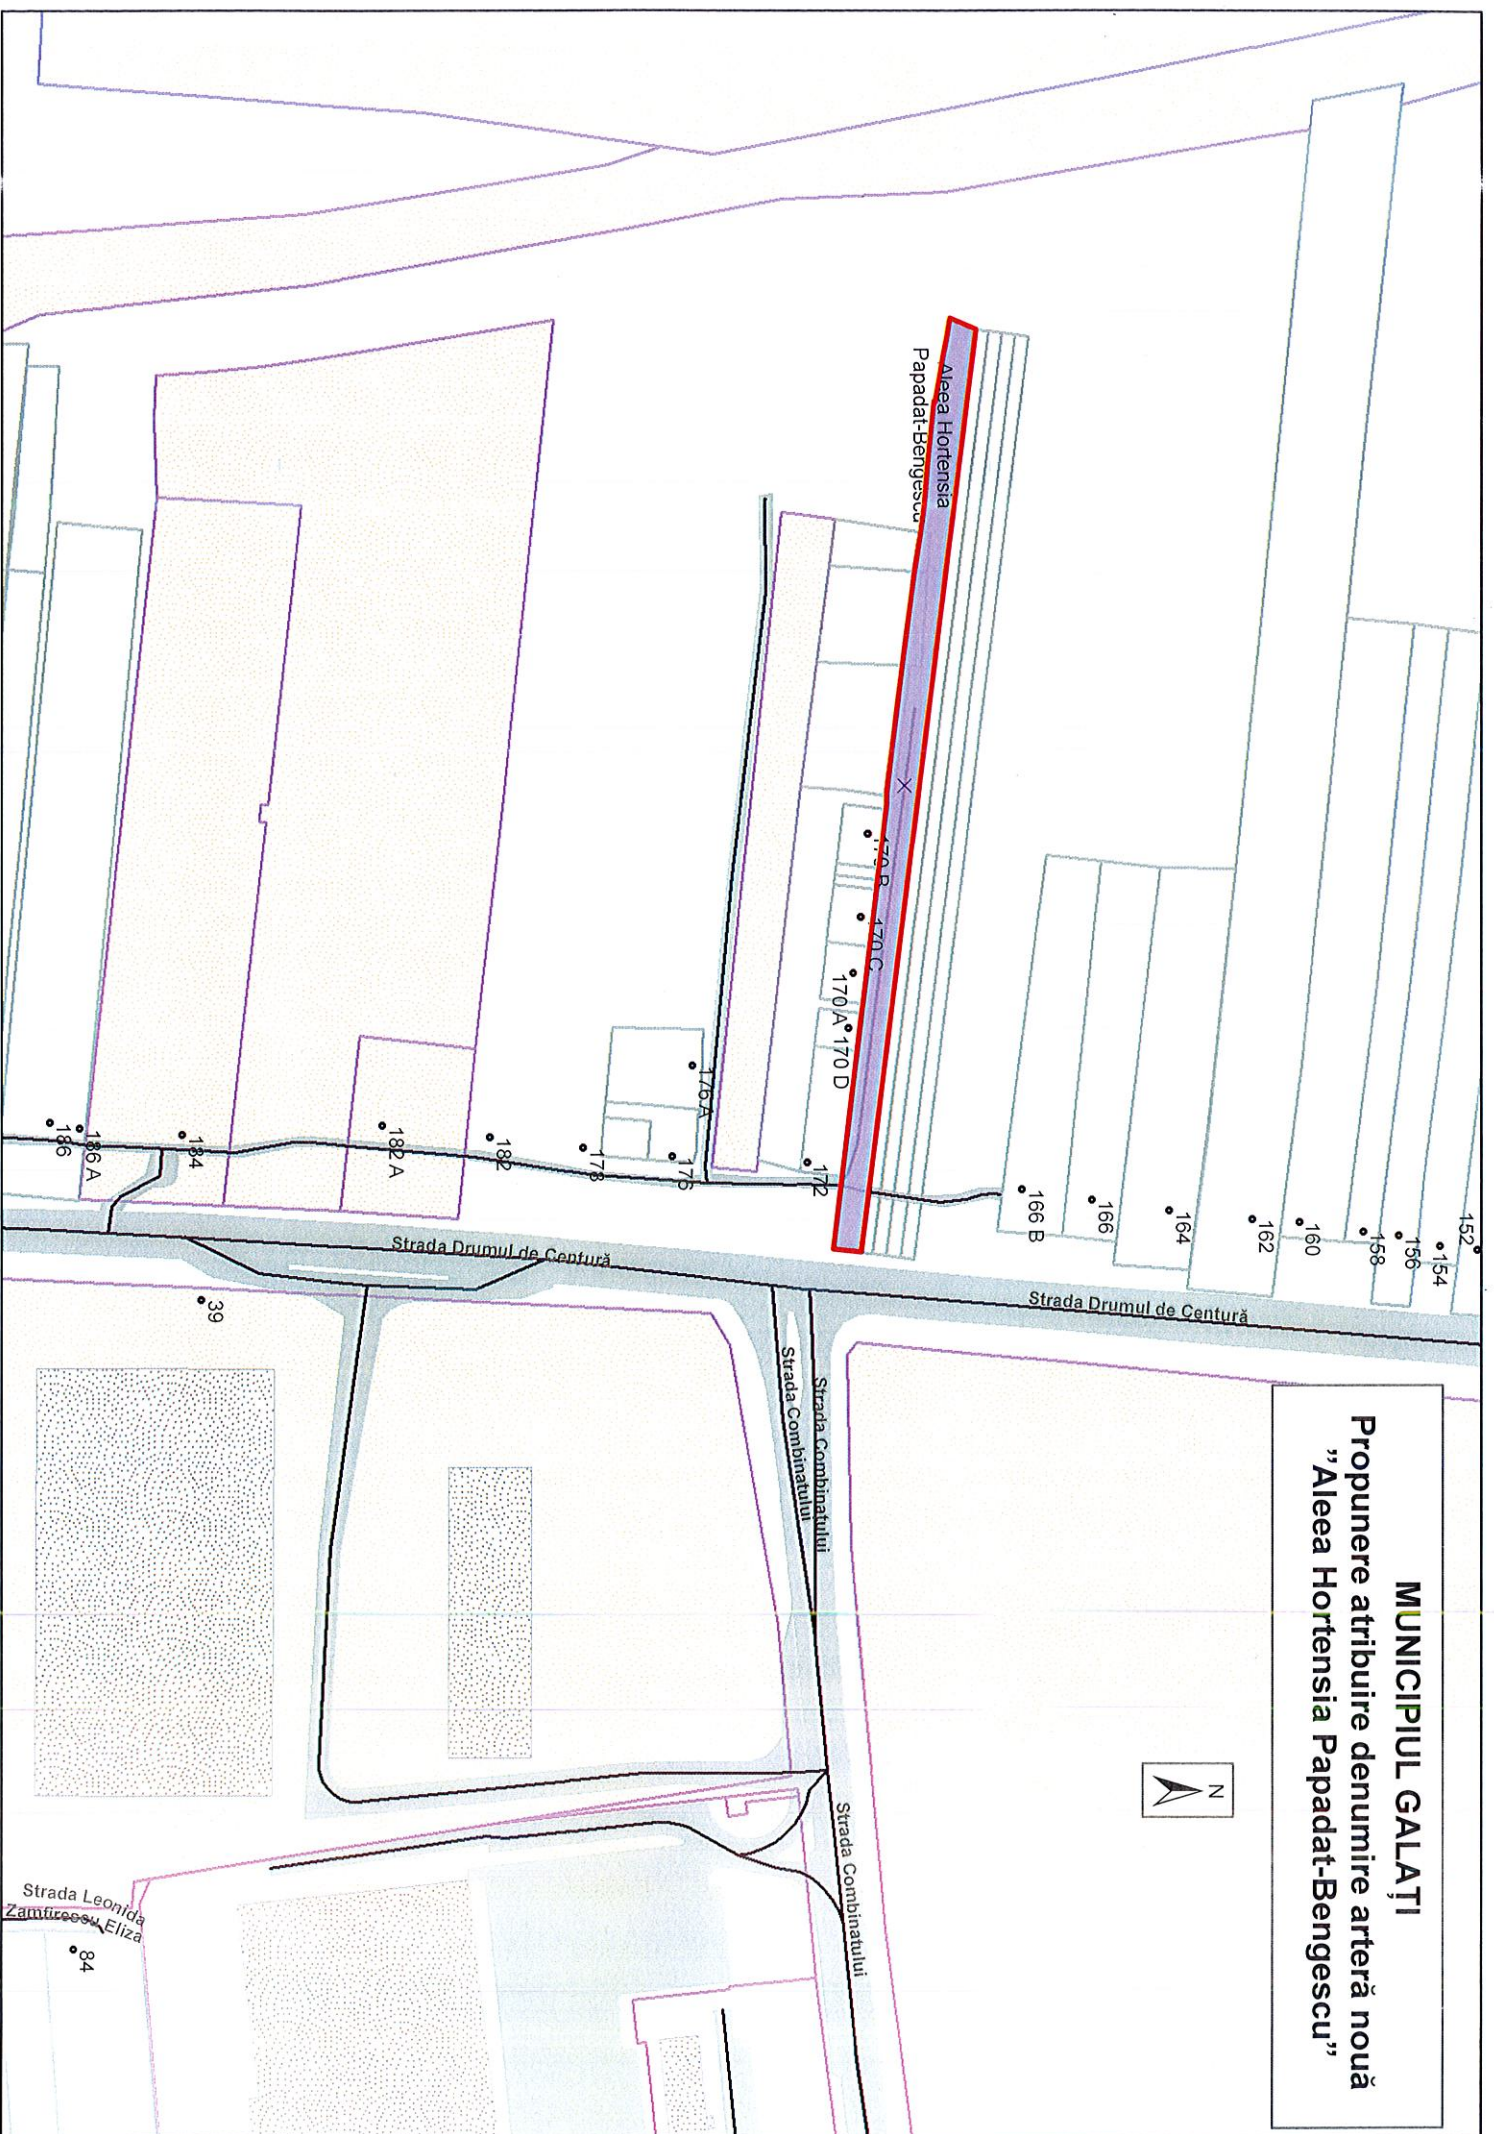 MUNICIPIUL GALAȚI
Propunere atribuire denumire arteră nouă
”Aleea Hortensia Papadat-Bengescu”
N
152
154
156
158
160
162
164
166
166 B
Aleea Hortensia
Papadat-Bengescu
170 B
170 C
170 A
170 D
172
176 A
176
178
182
182 A
184
186 A
186
Strada Drumul de Centură
Strada Drumul de Centură
Strada Combinatului
Strada Combinatului
Strada Combinatului
39
Strada Leonida
Zamfirescu Eliza
84